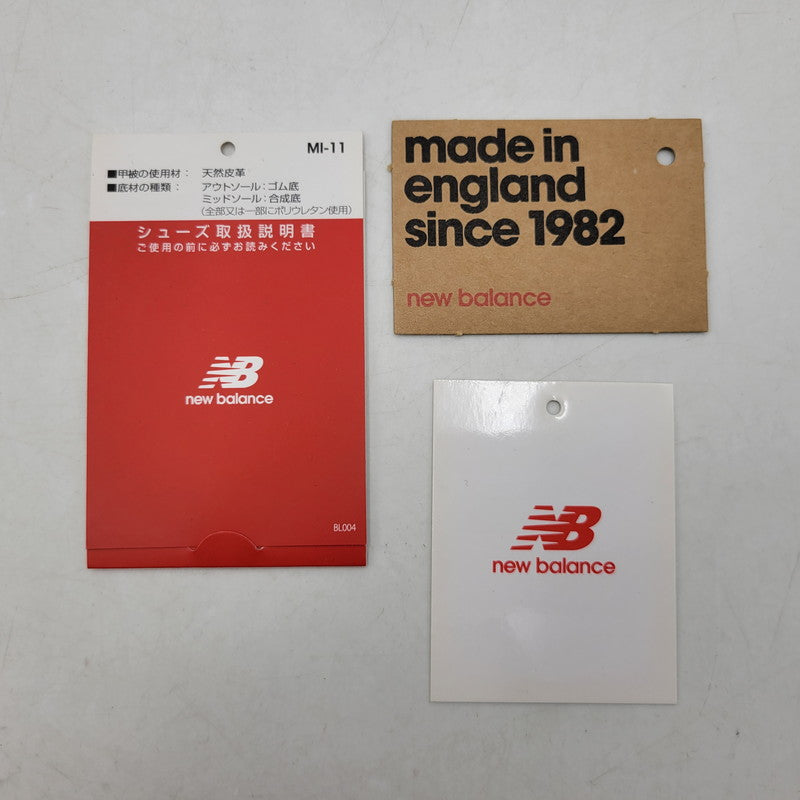 MI-11
■甲被の使用材： 天然皮革
■底材の種類： アウトソール：ゴム底
ミッドソール：合成底
（全部又は一部にポリウレタン使用）
シューズ取扱説明書
ご使用の前に必ずお読みください
NB
new balance
BL004
made in
england
since 1982
new balance
NB
new balance